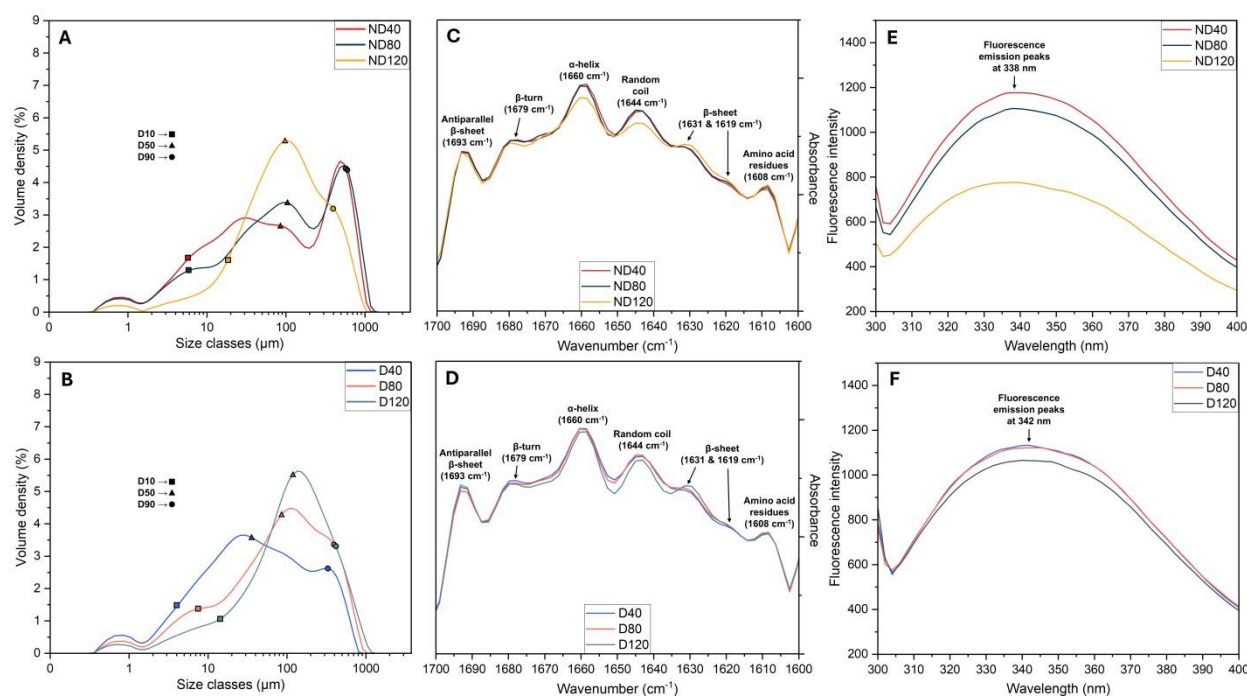 A
ND40
ND80
ND120
D10 →
D50 →
D90 →
Volume density (%)
9
8
7
6
5
4
3
2
1
0
1
10
100
1000
Size classes (µm)
C
α-helix
(1660 cm-1)
Random
coil
(1644 cm-1)
β-turn
(1679 cm-1)
Antiparallel
β-sheet
(1693 cm-1)
β-sheet
(1631 & 1619 cm-1)
Amino acid
residues
(1608 cm-1)
Absorbance
ND40
ND80
ND120
1700
1690
1680
1670
1660
1650
1640
1630
1620
1610
1600
Wavenumber (cm-1)
E
Fluorescence
emission peaks
at 338 nm
ND40
ND80
ND120
Fluorescence intensity
1400
1200
1000
800
600
400
200
300
310
320
330
340
350
360
370
380
390
400
Wavelength (nm)
B
D40
D80
D120
D10 →
D50 →
D90 →
Volume density (%)
9
8
7
6
5
4
3
2
1
0
1
10
100
1000
Size classes (µm)
D
α-helix
(1660 cm-1)
Random coil
(1644 cm-1)
β-turn
(1679 cm-1)
Antiparallel
β-sheet
(1693 cm-1)
β-sheet
(1631 & 1619 cm-1)
Amino acid
residues
(1608 cm-1)
Absorbance
D40
D80
D120
1700
1690
1680
1670
1660
1650
1640
1630
1620
1610
1600
Wavenumber (cm-1)
F
Fluorescence
emission peaks
at 342 nm
D40
D80
D120
Fluorescence intensity
1400
1200
1000
800
600
400
200
300
310
320
330
340
350
360
370
380
390
400
Wavelength (nm)